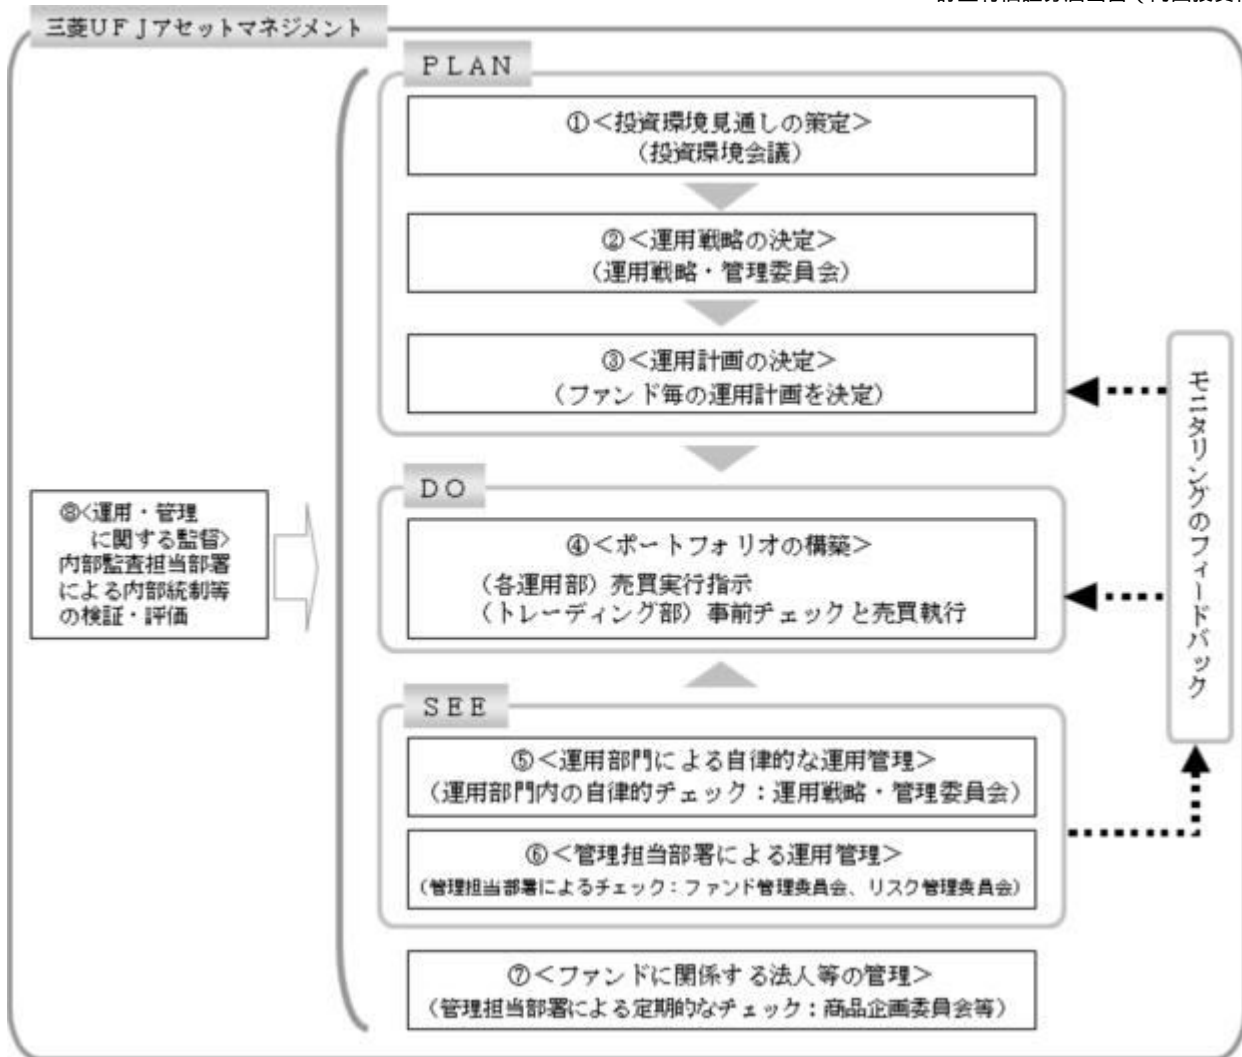 三菱UFJアセットマネジメント
PLAN
①<投資環境見通しの策定>
(投資環境会議)
②<運用戦略の決定>
(運用戦略・管理委員会)
③<運用計画の決定>
(ファンド毎の運用計画を決定)
DO
④<ポートフォリオの構築>
(各運用部)売買実行指示
(トレーディング部)事前チェックと売買執行
SEE
⑤<運用部門による自律的な運用管理>
(運用部門内の自律的チェック:運用戦略・管理委員会)
⑥<管理担当部署による運用管理>
(管理担当部署によるチェック:ファンド管理委員会、リスク管理委員会)
⑦<ファンドに関係する法人等の管理>
(管理担当部署による定期的なチェック:商品企画委員会等)
⑧<運用・管理
に関する監督>
内部監査担当部署
による内部統制等
の検証・評価
モニタリングのフィードバック